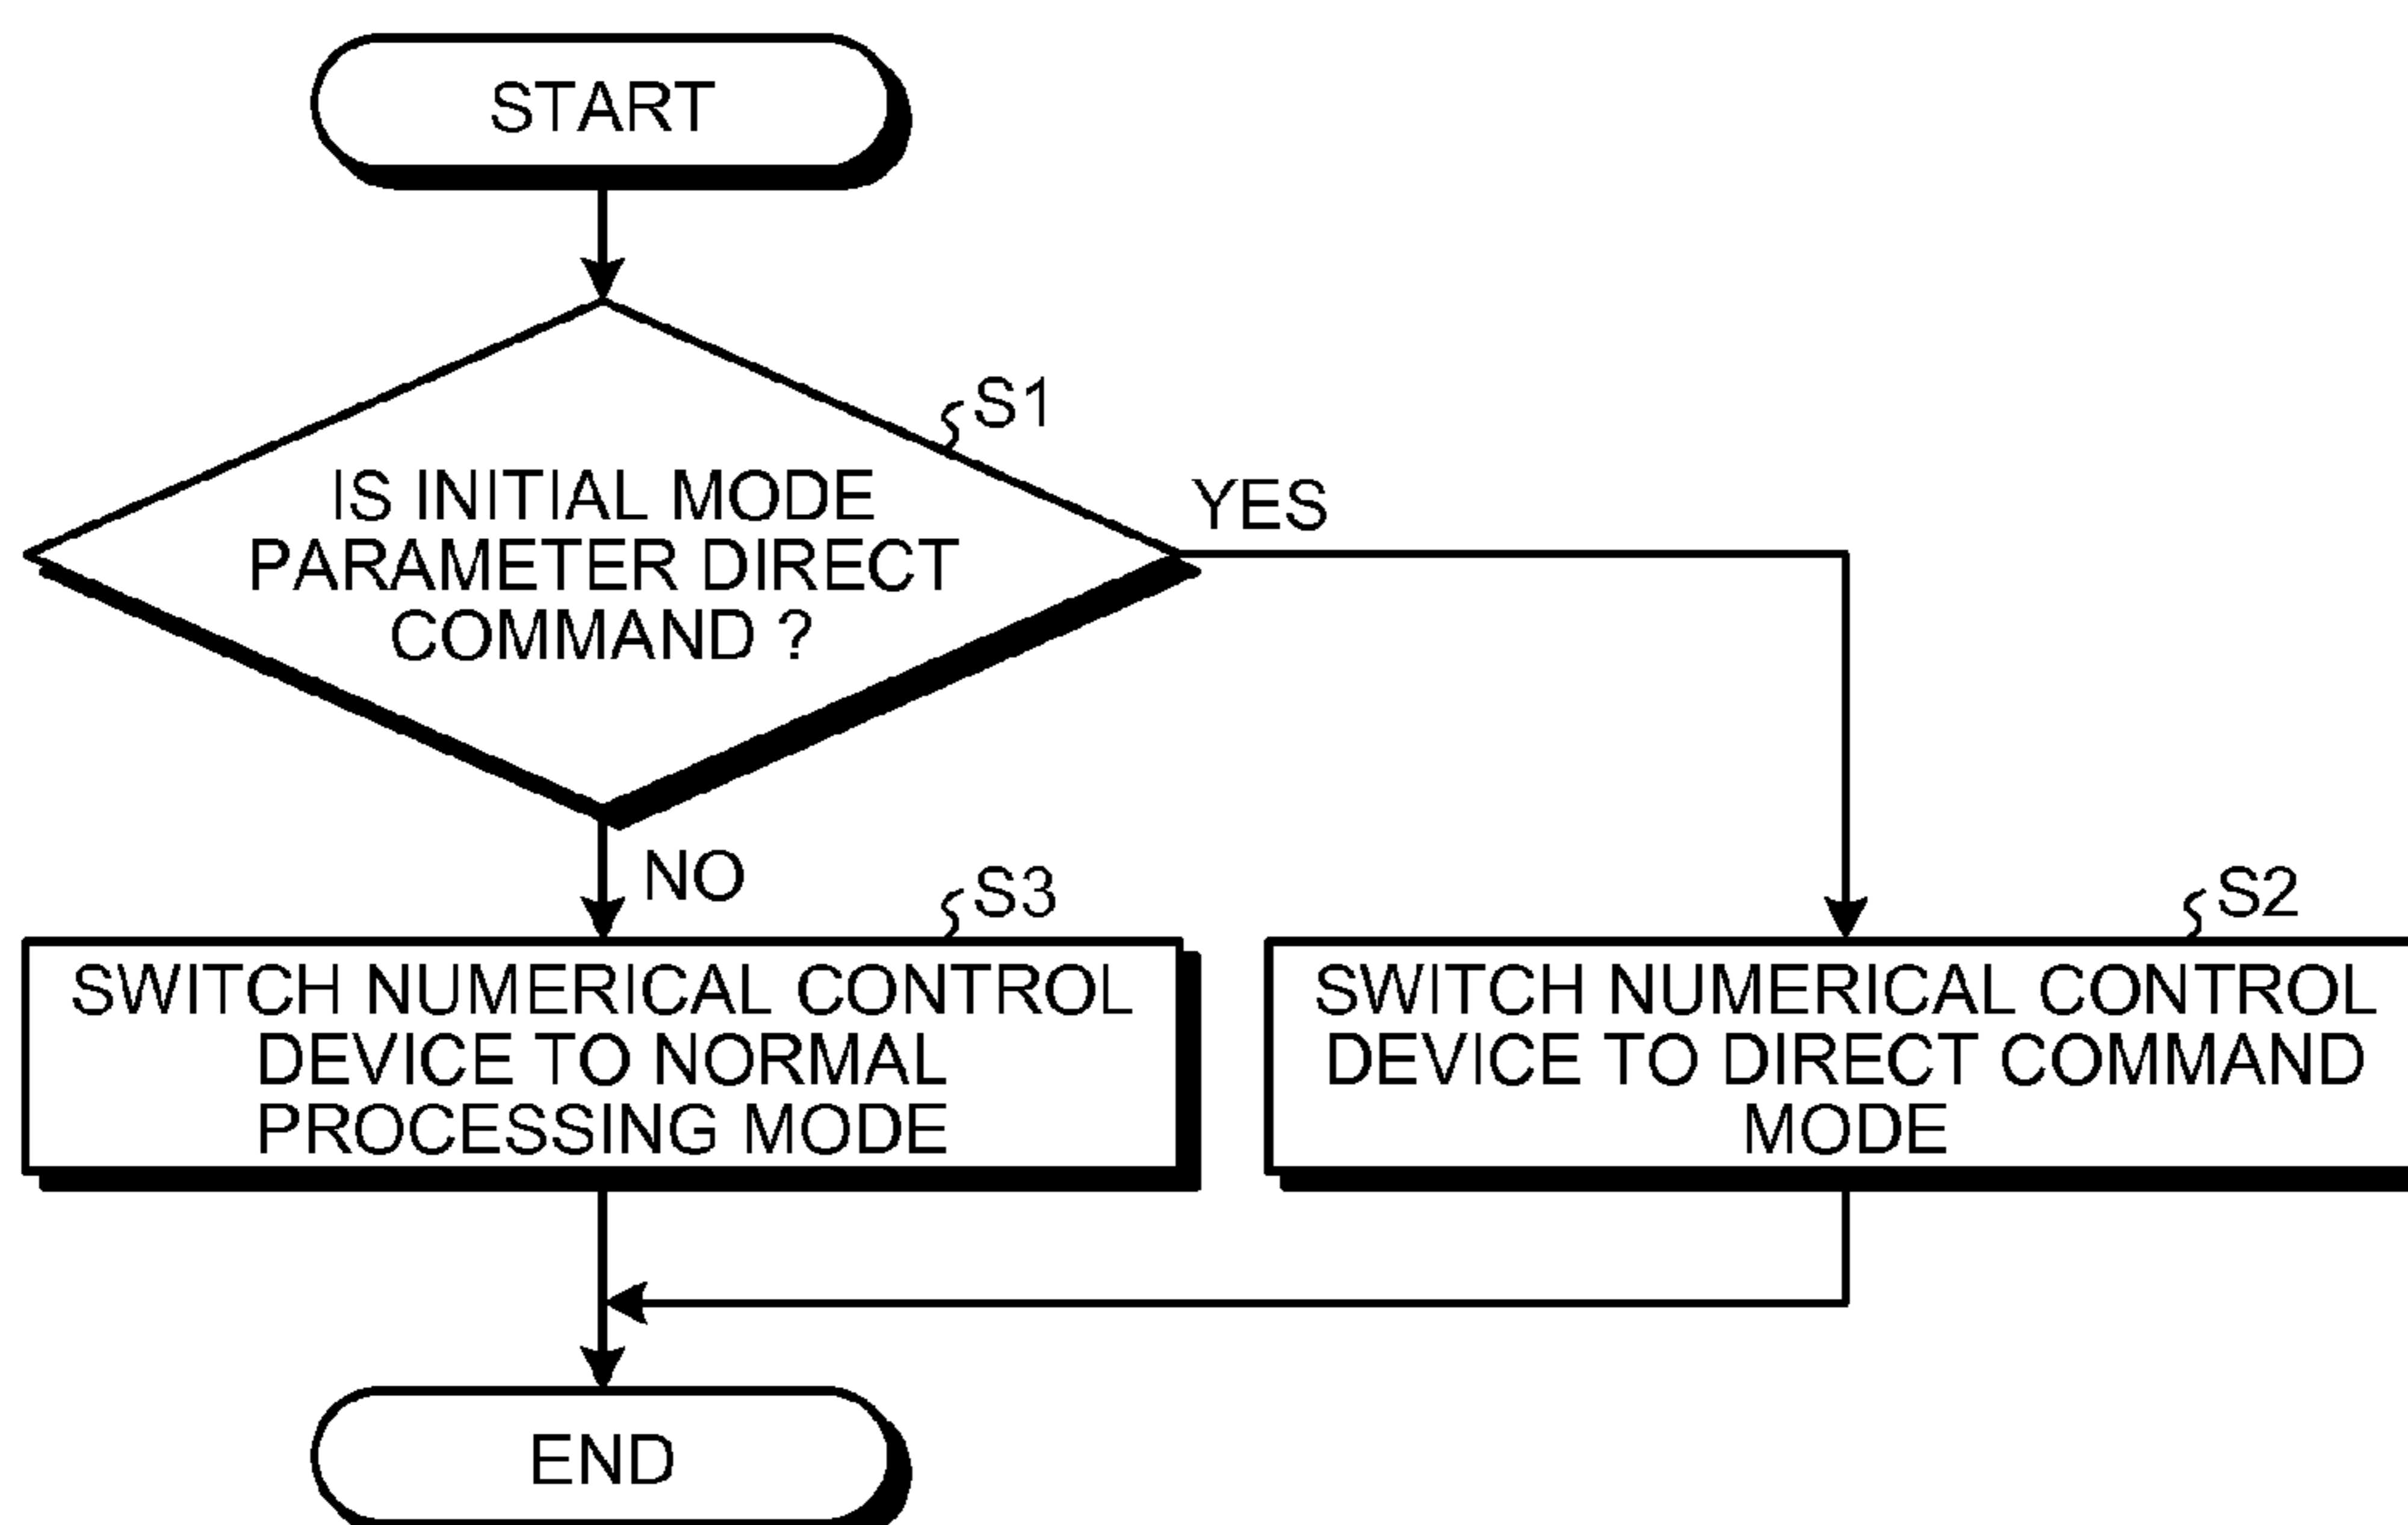 START
S1
IS INITIAL MODE
PARAMETER DIRECT
COMMAND ?
YES
NO
S3
SWITCH NUMERICAL CONTROL
DEVICE TO NORMAL
PROCESSING MODE
S2
SWITCH NUMERICAL CONTROL
DEVICE TO DIRECT COMMAND
MODE
END